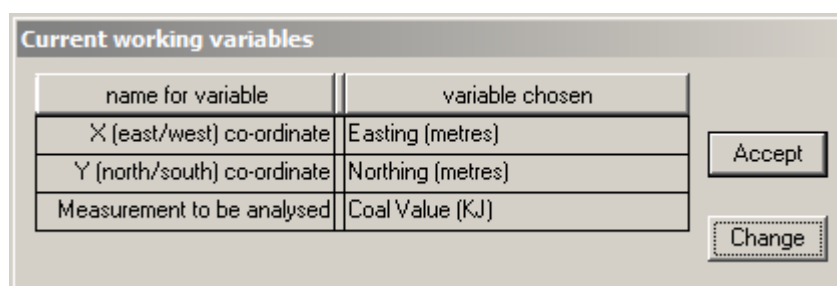 Current working variables
name for variable variable chosen
X (east/west) co-ordinate Easting (metres)
Y (north/south) co-ordinate Northing (metres)
Measurement to be analysed Coal Value (KJ)
Accept
Change